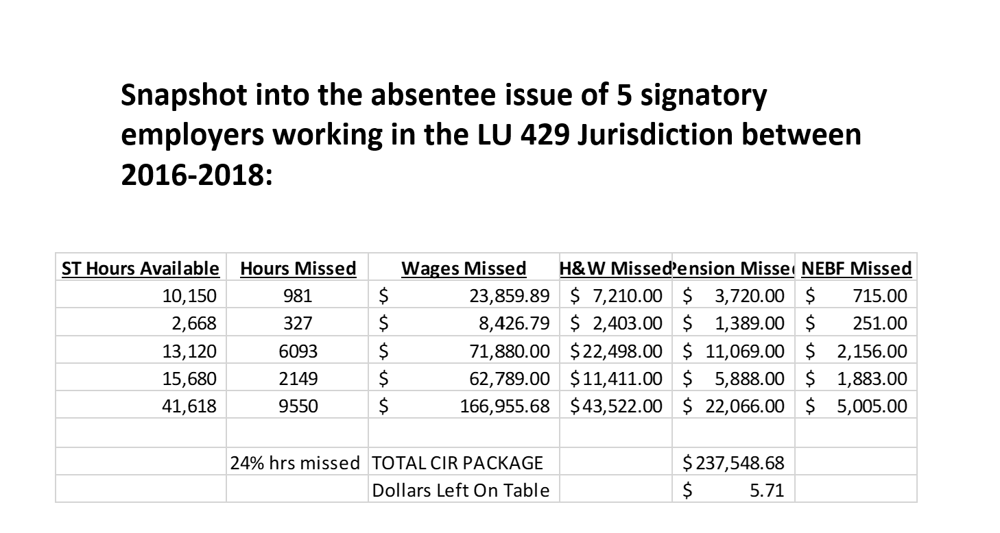 Snapshot into the absentee issue of 5 signatory
employers working in the LU 429 Jurisdiction between
2016-2018:
ST Hours Available Hours Missed Wages Missed H&W Missed Pension Missed NEBF Missed
10,150 981 $ 23,859.89 $ 7,210.00 $ 3,720.00 $ 715.00
2,668 327 $ 8,426.79 $ 2,403.00 $ 1,389.00 $ 251.00
13,120 6093 $ 71,880.00 $22,498.00 $ 11,069.00 $ 2,156.00
15,680 2149 $ 62,789.00 $11,411.00 $ 5,888.00 $ 1,883.00
41,618 9550 $ 166,955.68 $43,522.00 $ 22,066.00 $ 5,005.00
24% hrs missed TOTAL CIR PACKAGE $237,548.68
Dollars Left On Table $ 5.71